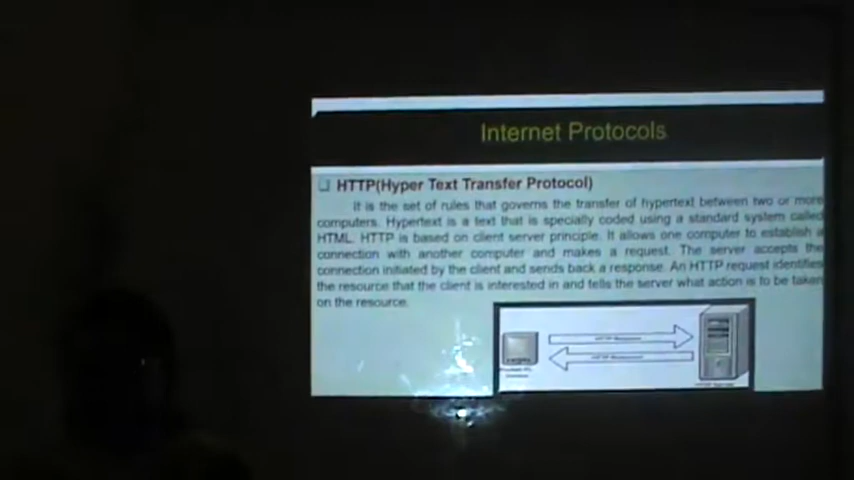 Internet Protocols
HTTP(Hyper Text Transfer Protocol)
It is the set of rules that governs the transfer of hypertext between two or more
computers. Hypertext is a text that is specially coded using a standard system called
HTML. HTTP is based on client server principle. It allows one computer to establish a
connection with another computer and makes a request. The server accepts the
connection initiated by the client and sends back a response. An HTTP request identifies
the resource that the client is interested in and tells the server what action is to be taken
on the resource.